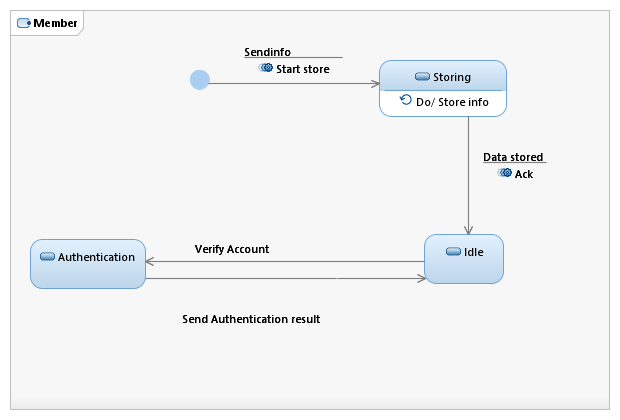 Member
Sendinfo
Start store
Storing
Do/ Store info
Data stored
Ack
Verify Account
Authentication
Idle
Send Authentication result